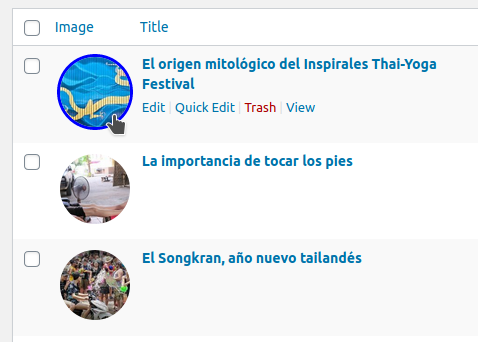 Image Title
El origen mitológico del Inspirales Thai-Yoga
Festival
Edit | Quick Edit | Trash | View
La importancia de tocar los pies
El Songkran, año nuevo tailandés